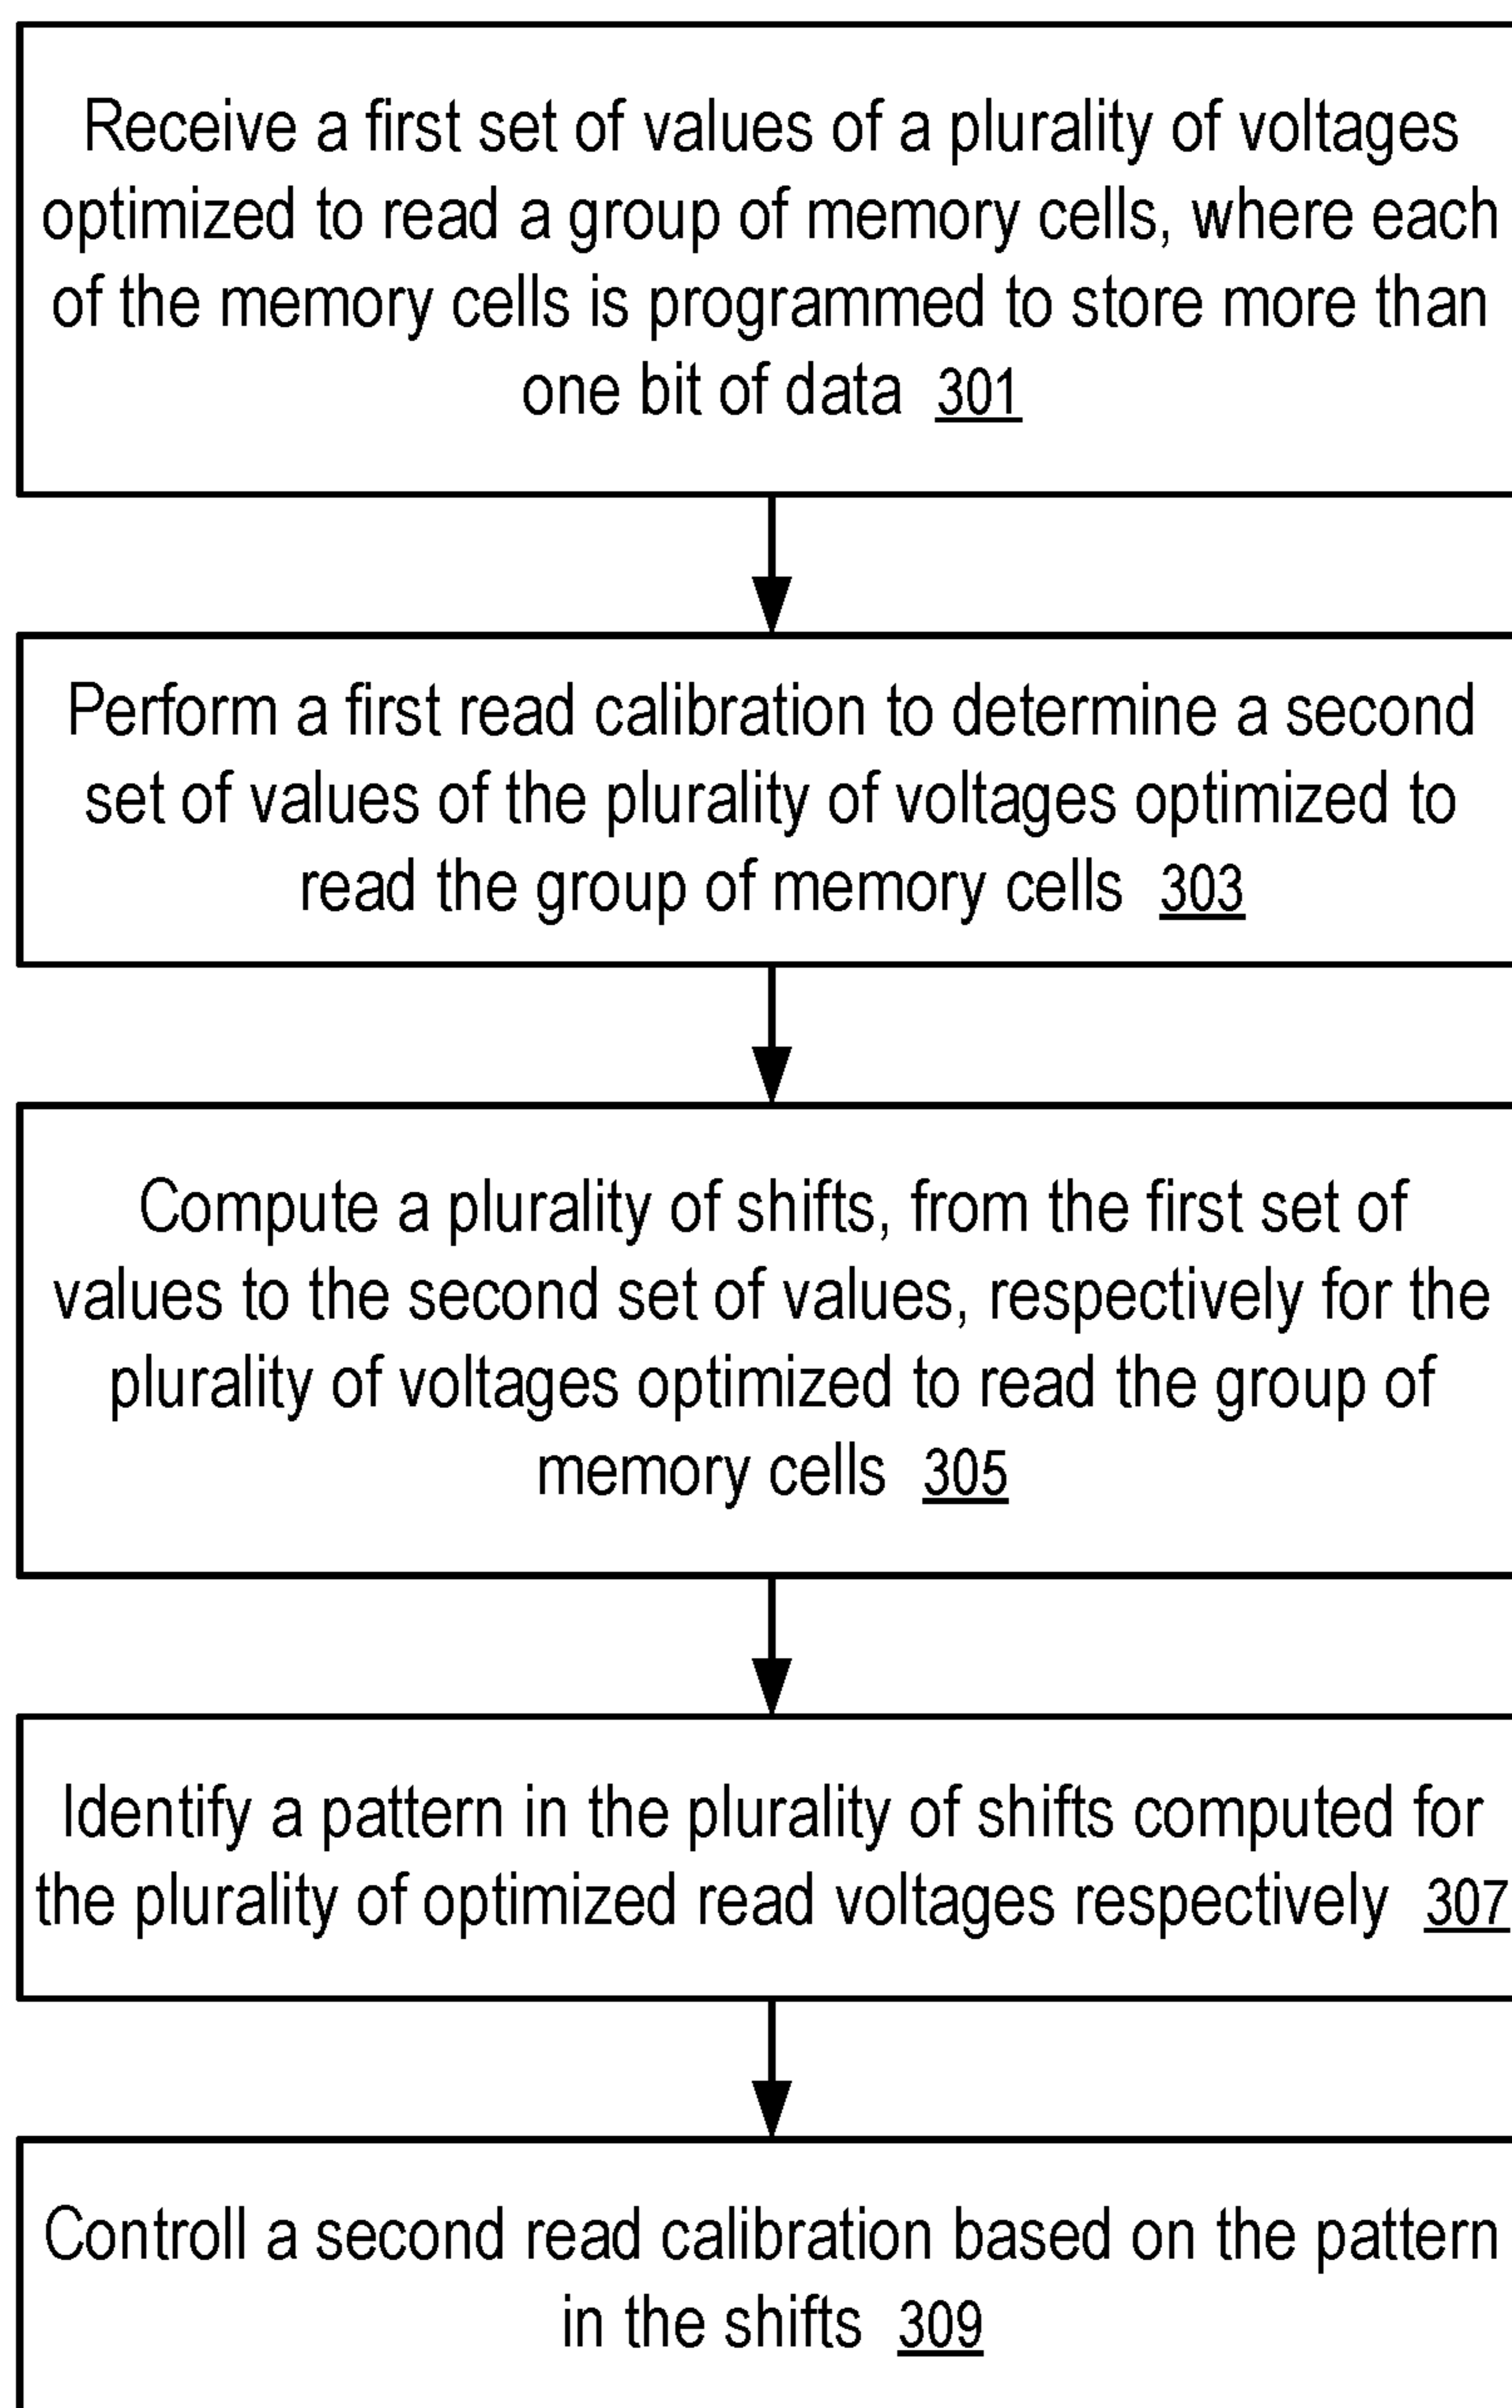 Receive a first set of values of a plurality of voltages
optimized to read a group of memory cells, where each
of the memory cells is programmed to store more than
one bit of data 301
Perform a first read calibration to determine a second
set of values of the plurality of voltages optimized to
read the group of memory cells 303
Compute a plurality of shifts, from the first set of
values to the second set of values, respectively for the
plurality of voltages optimized to read the group of
memory cells 305
Identify a pattern in the plurality of shifts computed for
the plurality of optimized read voltages respectively 307
Controll a second read calibration based on the pattern
in the shifts 309